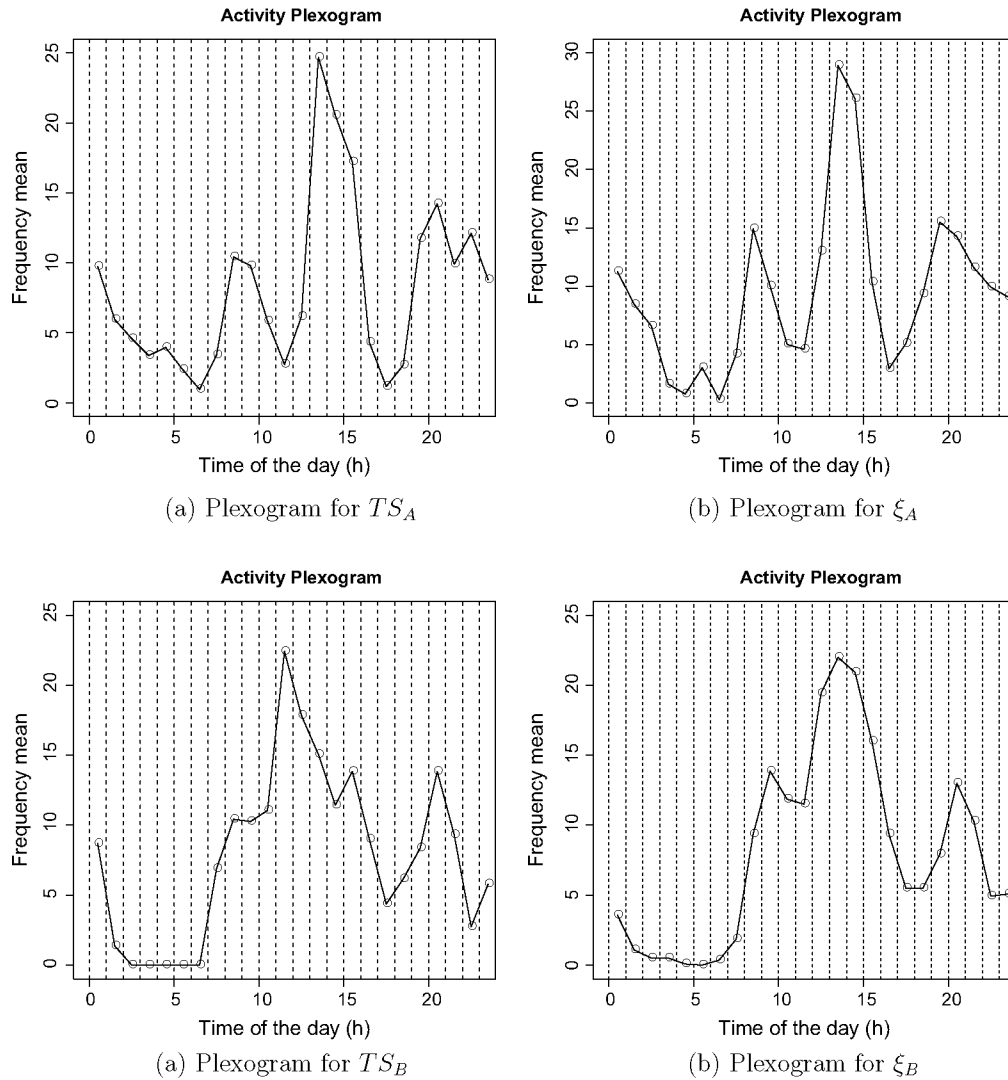 Activity Plexogram
Frequency mean
0 5 10 15 20 25
0 5 10 15 20
Time of the day (h)
(a) Plexogram for TS_A
Activity Plexogram
Frequency mean
0 5 10 15 20 25 30
0 5 10 15 20
Time of the day (h)
(b) Plexogram for ξ_A
Activity Plexogram
Frequency mean
0 5 10 15 20 25
0 5 10 15 20
Time of the day (h)
(a) Plexogram for TS_B
Activity Plexogram
Frequency mean
0 5 10 15 20 25
0 5 10 15 20
Time of the day (h)
(b) Plexogram for ξ_B